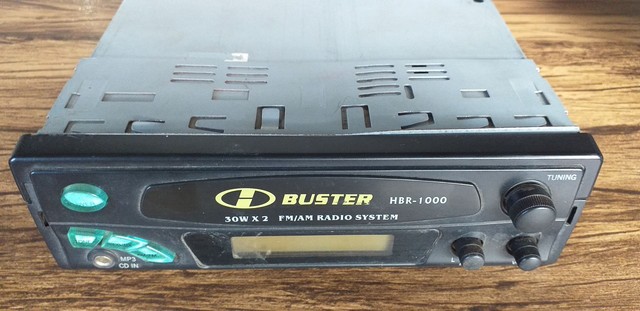 BUSTER
HBR-1000
TUNING
30W X 2 FM/AM RADIO SYSTEM
MP3
CD IN
L